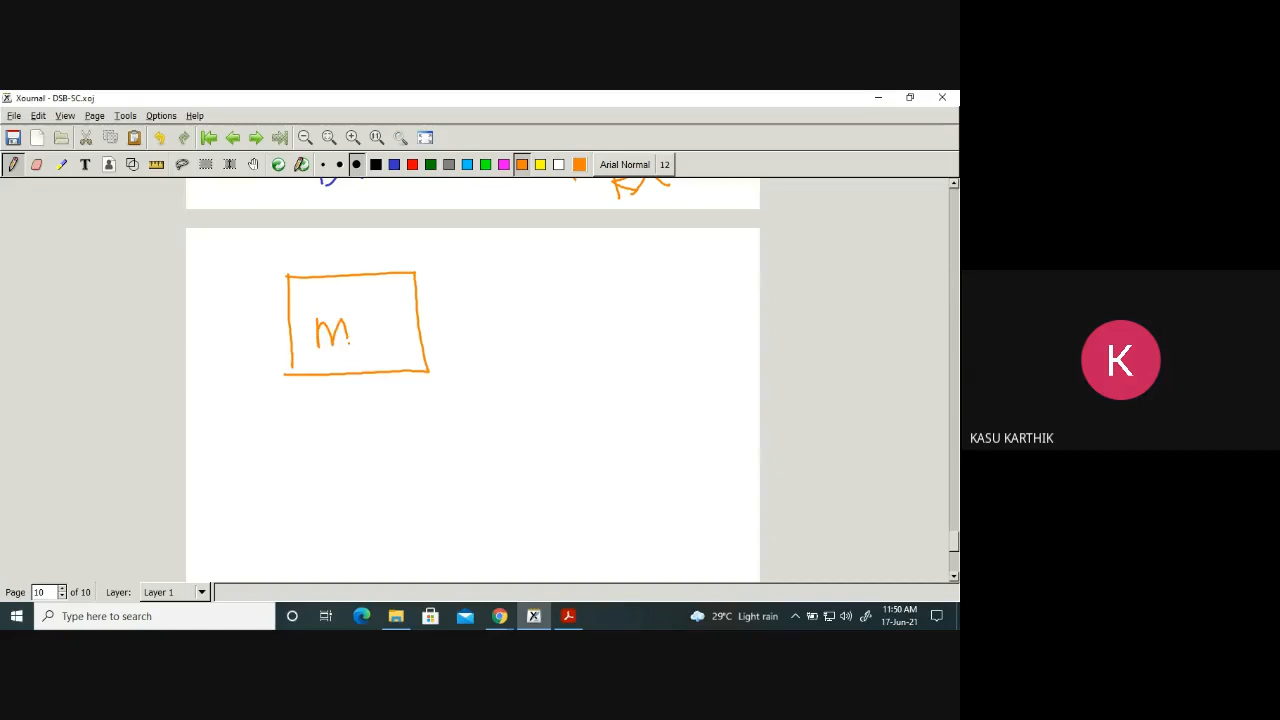 Xournal - DSB-SC.xoj
File Edit View Page Tools Options Help
T Arial Normal 12
m
Page 10 of 10 Layer: Layer 1
Type here to search
29°C Light rain
11:50 AM
17-Jun-21
K
KASU KARTHIK